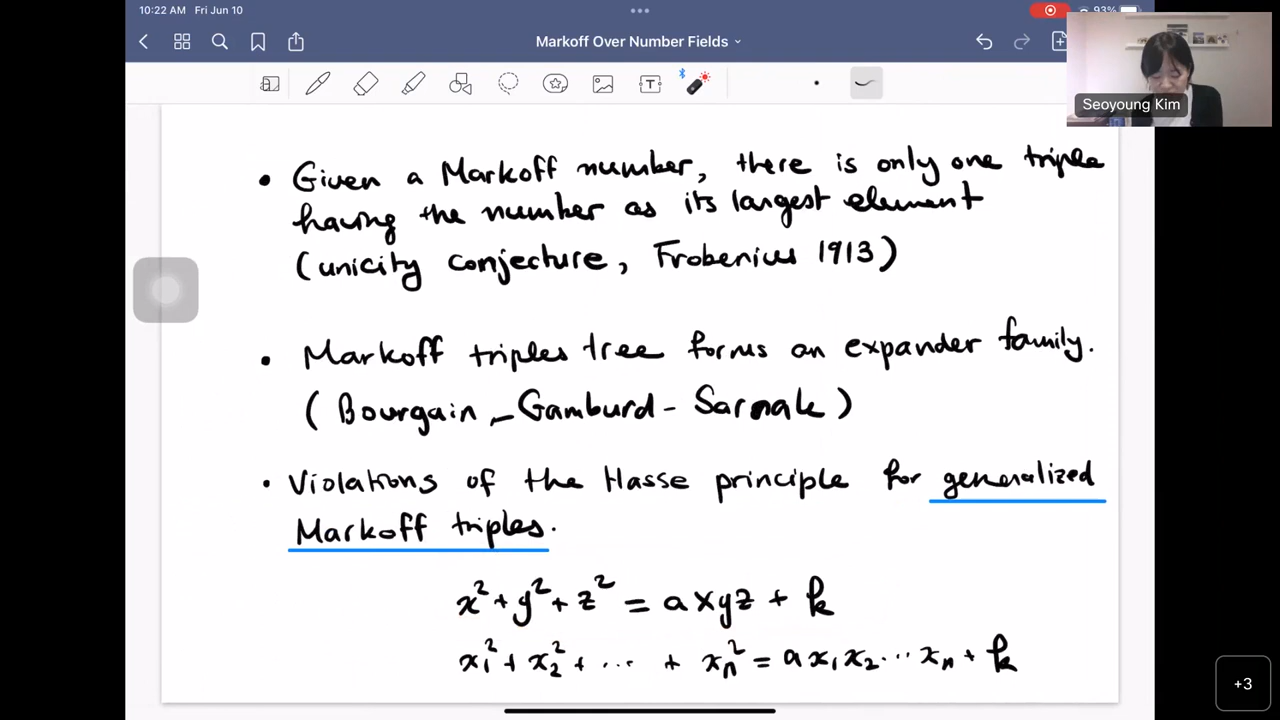 10:22 AM Fri Jun 10
93%
Markoff Over Number Fields
Seoyoung Kim
• Given a Markoff number, there is only one triple
having the number as its largest element
(unicity conjecture, Frobenius 1913)
• Markoff triples tree forms an expander family.
(Bourgain - Gamburd - Sarnak)
• Violations of the Hasse principle for generalized
Markoff triples.
x² + y² + z² = axyz + k
x₁² + x₂² + ... + xₙ² = a x₁x₂...xₙ + k
+3